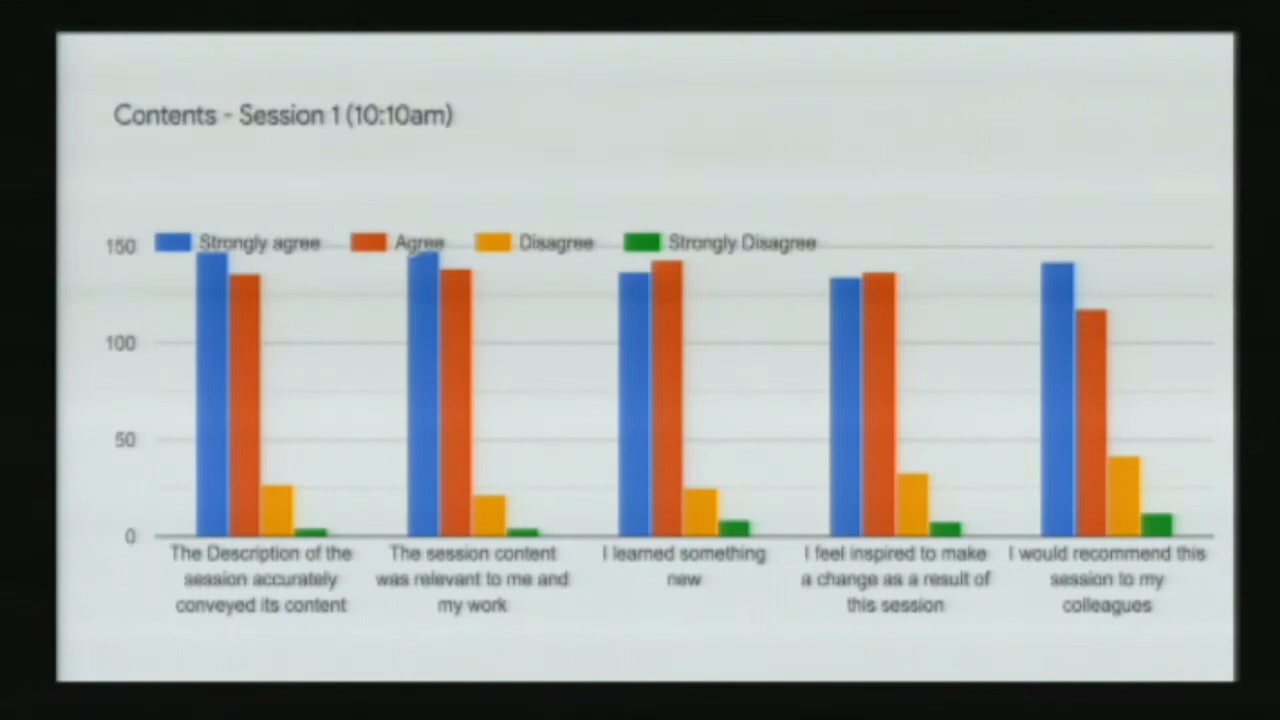 Contents - Session 1 (10:10am)
Strongly agree Agree Disagree Strongly Disagree
150
100
50
0
The Description of the session accurately conveyed its content
The session content was relevant to me and my work
I learned something new
I feel inspired to make a change as a result of this session
I would recommend this session to my colleagues